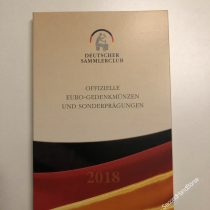 DEUTSCHER
SAMMLERCLUB
OFFIZIELLE
EURO-GEDENKMÜNZEN
UND SONDERPRÄGUNGEN
2018